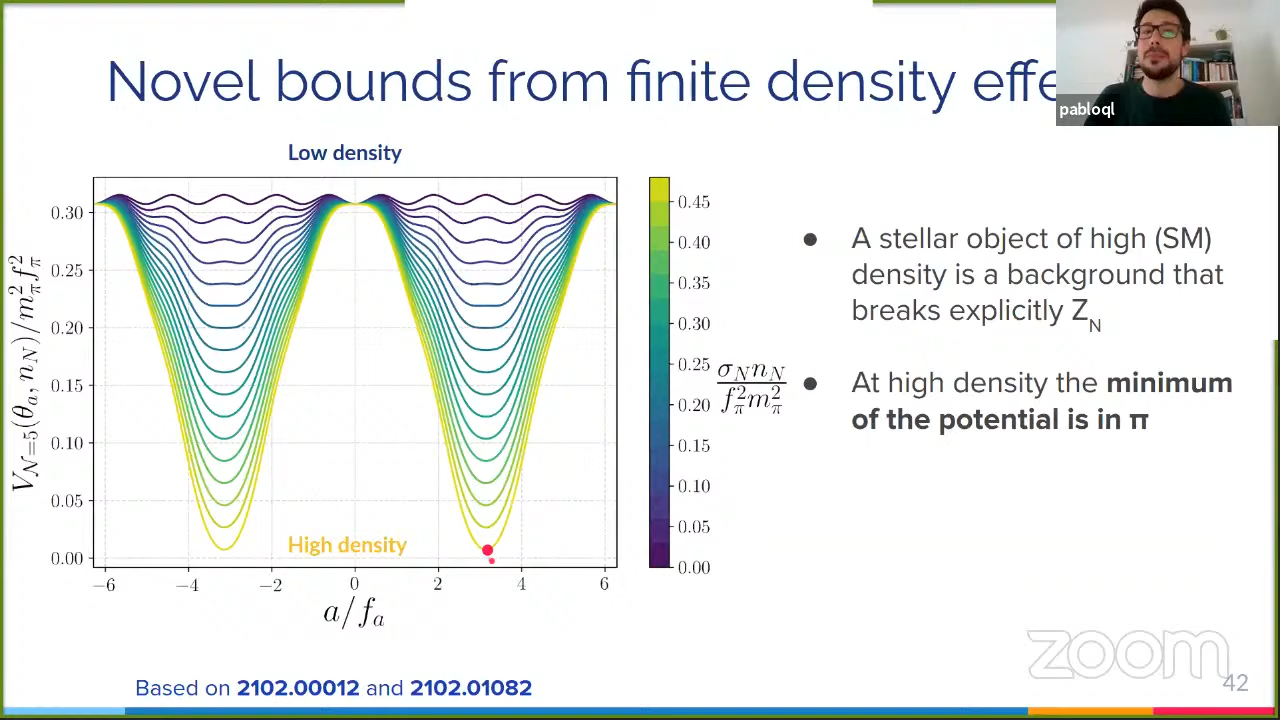 Novel bounds from finite density effe
pabloql
Low density
0.30
0.25
0.20
0.15
0.10
0.05
0.00
V_{\mathcal{N}=5}(θ_a, n_N)/m_π^2 f_π^2
High density
−6 −4 −2 0 2 4 6
a/f_a
0.45
0.40
0.35
0.30
0.25
0.20
0.15
0.10
0.05
0.00
σ_N n_N
f_π^2 m_π^2
● A stellar object of high (SM)
density is a background that
breaks explicitly Z_N
● At high density the minimum
of the potential is in π
Based on 2102.00012 and 2102.01082
zoom
42